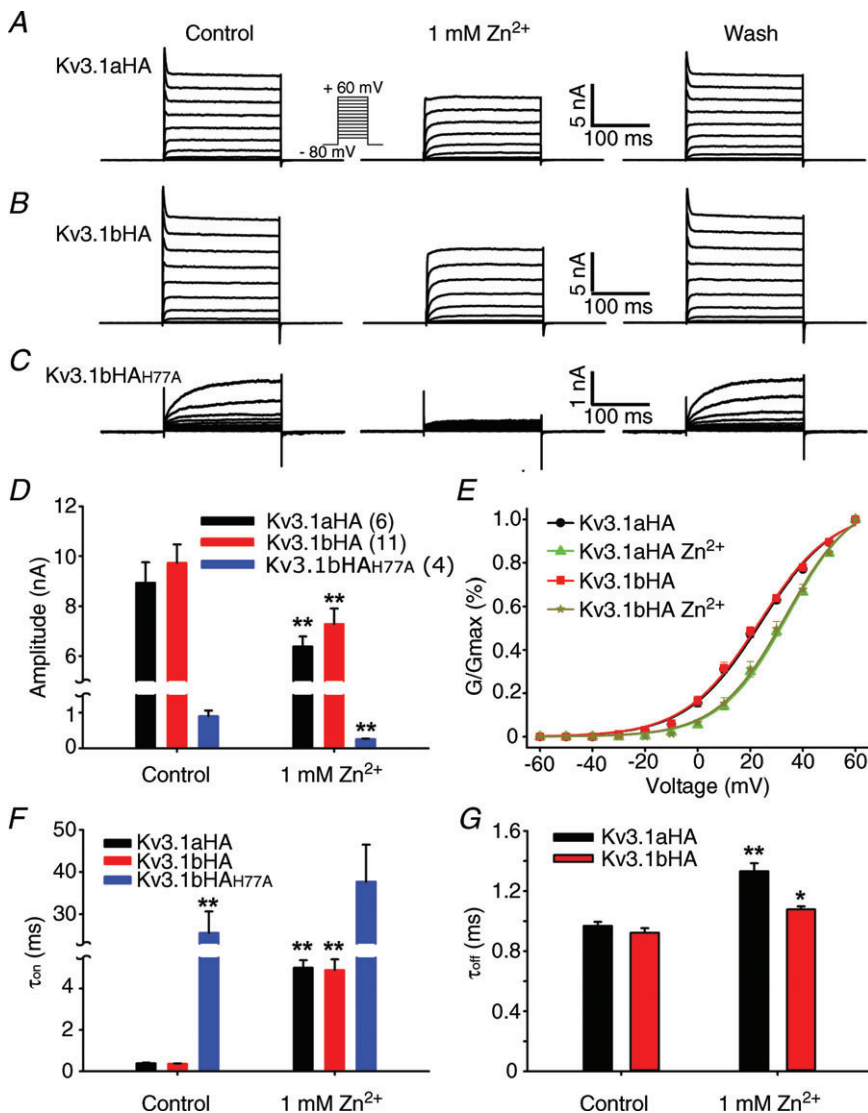 A
Control
1 mM Zn2+
Wash
Kv3.1aHA
+ 60 mV
- 80 mV
5 nA
100 ms
B
Kv3.1bHA
5 nA
100 ms
C
Kv3.1bHAH77A
1 nA
100 ms
D
12
10
8
6
1
0
Amplitude (nA)
Kv3.1aHA (6)
Kv3.1bHA (11)
Kv3.1bHAH77A (4)
**
**
**
Control
1 mM Zn2+
E
1.0
0.8
0.6
0.4
0.2
0
G/Gmax (%)
Kv3.1aHA
Kv3.1aHA Zn2+
Kv3.1bHA
Kv3.1bHA Zn2+
-60 -40 -20 0 20 40 60
Voltage (mV)
F
50
30
4
2
0
τon (ms)
Kv3.1aHA
Kv3.1bHA
Kv3.1bHAH77A
**
**
**
Control
1 mM Zn2+
G
1.6
1.2
0.8
0.4
0
τoff (ms)
Kv3.1aHA
Kv3.1bHA
**
*
Control
1 mM Zn2+